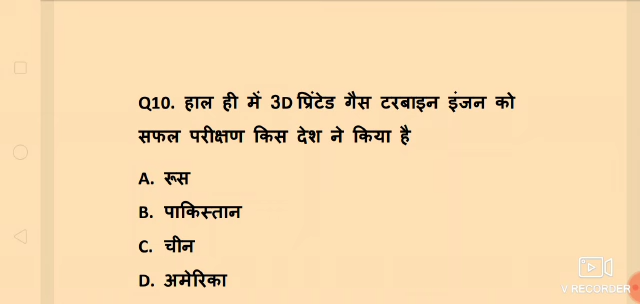 Q10. हाल ही में 3D प्रिंटेड गैस टरबाइन इंजन को
सफल परीक्षण किस देश ने किया है
A. रूस
B. पाकिस्तान
C. चीन
D. अमेरिका
V RECORDER